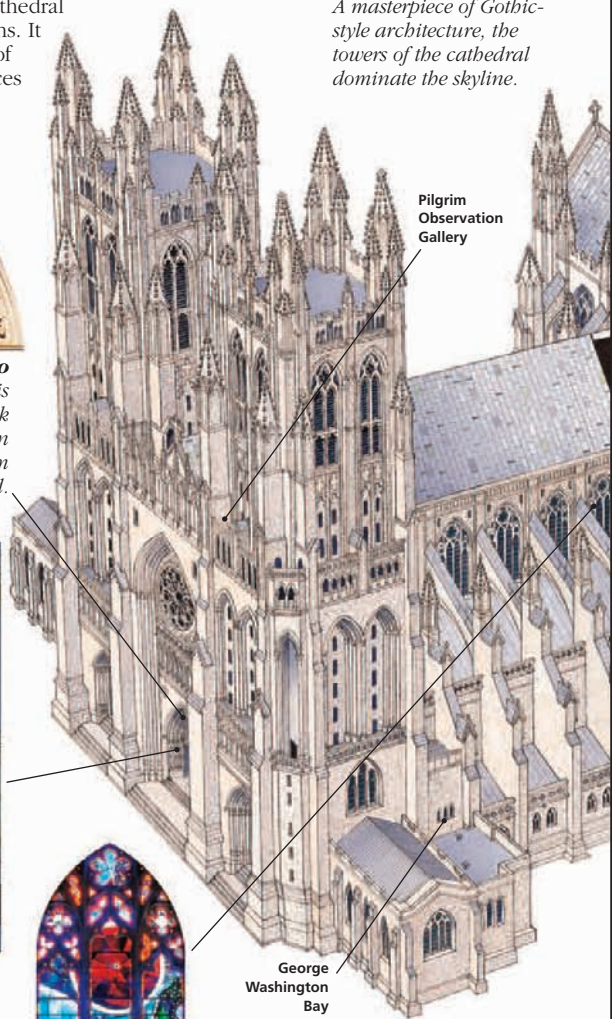 thedral
ns. It
of
ces
A masterpiece of Gothic-
style architecture, the
towers of the cathedral
dominate the skyline.
Pilgrim
Observation
Gallery
o
is
k
n
n
l.
George
Washington
Bay